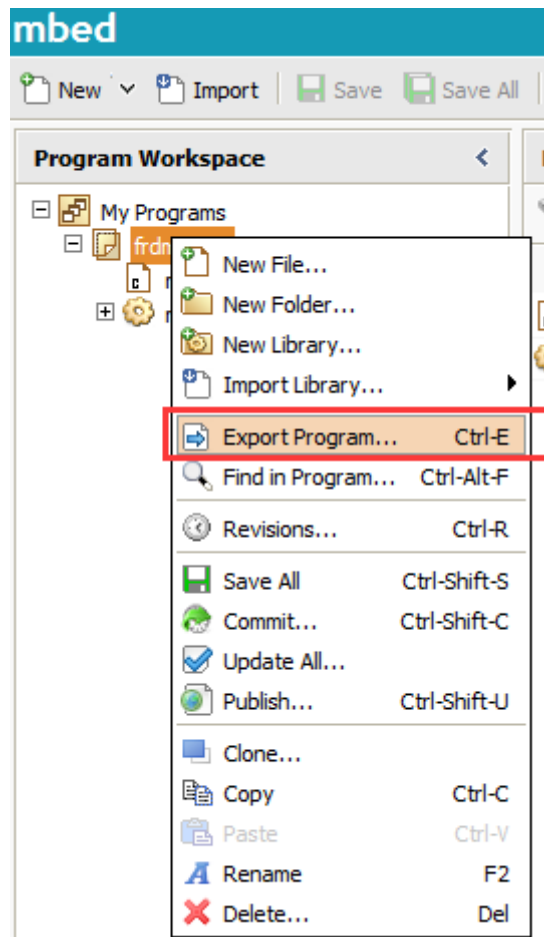 mbed
New Import Save Save All
Program Workspace
My Programs
New File...
New Folder...
New Library...
Import Library...
Export Program... Ctrl-E
Find in Program... Ctrl-Alt-F
Revisions... Ctrl-R
Save All Ctrl-Shift-S
Commit... Ctrl-Shift-C
Update All...
Publish... Ctrl-Shift-U
Clone...
Copy Ctrl-C
Paste Ctrl-V
Rename F2
Delete... Del